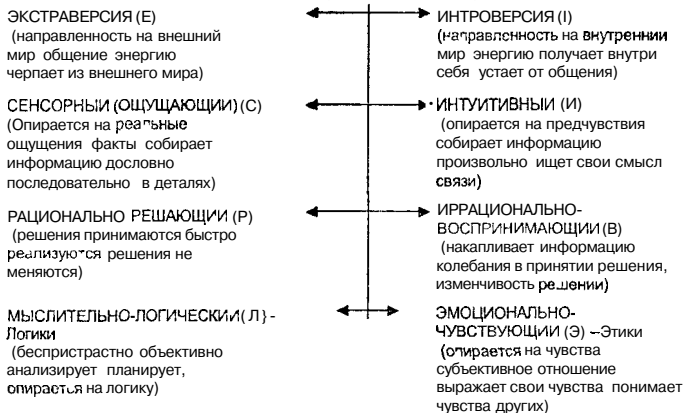 ЭКСТРАВЕРСИЯ (Е)
(направленность на внешний
мир общение энергию
черпает из внешнего мира)
СЕНСОРНЫЙ (ОЩУЩАЮЩИЙ) (С)
(Опирается на реальные
ощущения факты собирает
информацию дословно
последовательно в деталях)
РАЦИОНАЛЬНО РЕШАЮЩИЙ (Р)
(решения принимаются быстро
реализуются решения не
меняются)
МЫСЛИТЕЛЬНО-ЛОГИЧЕСКИЙ (Л) -
Логики
(беспристрастно объективно
анализирует планирует,
опирается на логику)
ИНТРОВЕРСИЯ (I)
(направленность на внутренний
мир энергию получает внутри
себя устает от общения)
ИНТУИТИВНЫЙ (И)
(опирается на предчувствия
собирает информацию
произвольно ищет свои смысл
связи)
ИРРАЦИОНАЛЬНО-
ВОСПРИНИМАЮЩИЙ (В)
(накапливает информацию
колебания в принятии решения,
изменчивость решении)
ЭМОЦИОНАЛЬНО-
ЧУВСТВУЮЩИЙ (Э) –Этики
(опирается на чувства
субъективное отношение
выражает свои чувства понимает
чувства других)